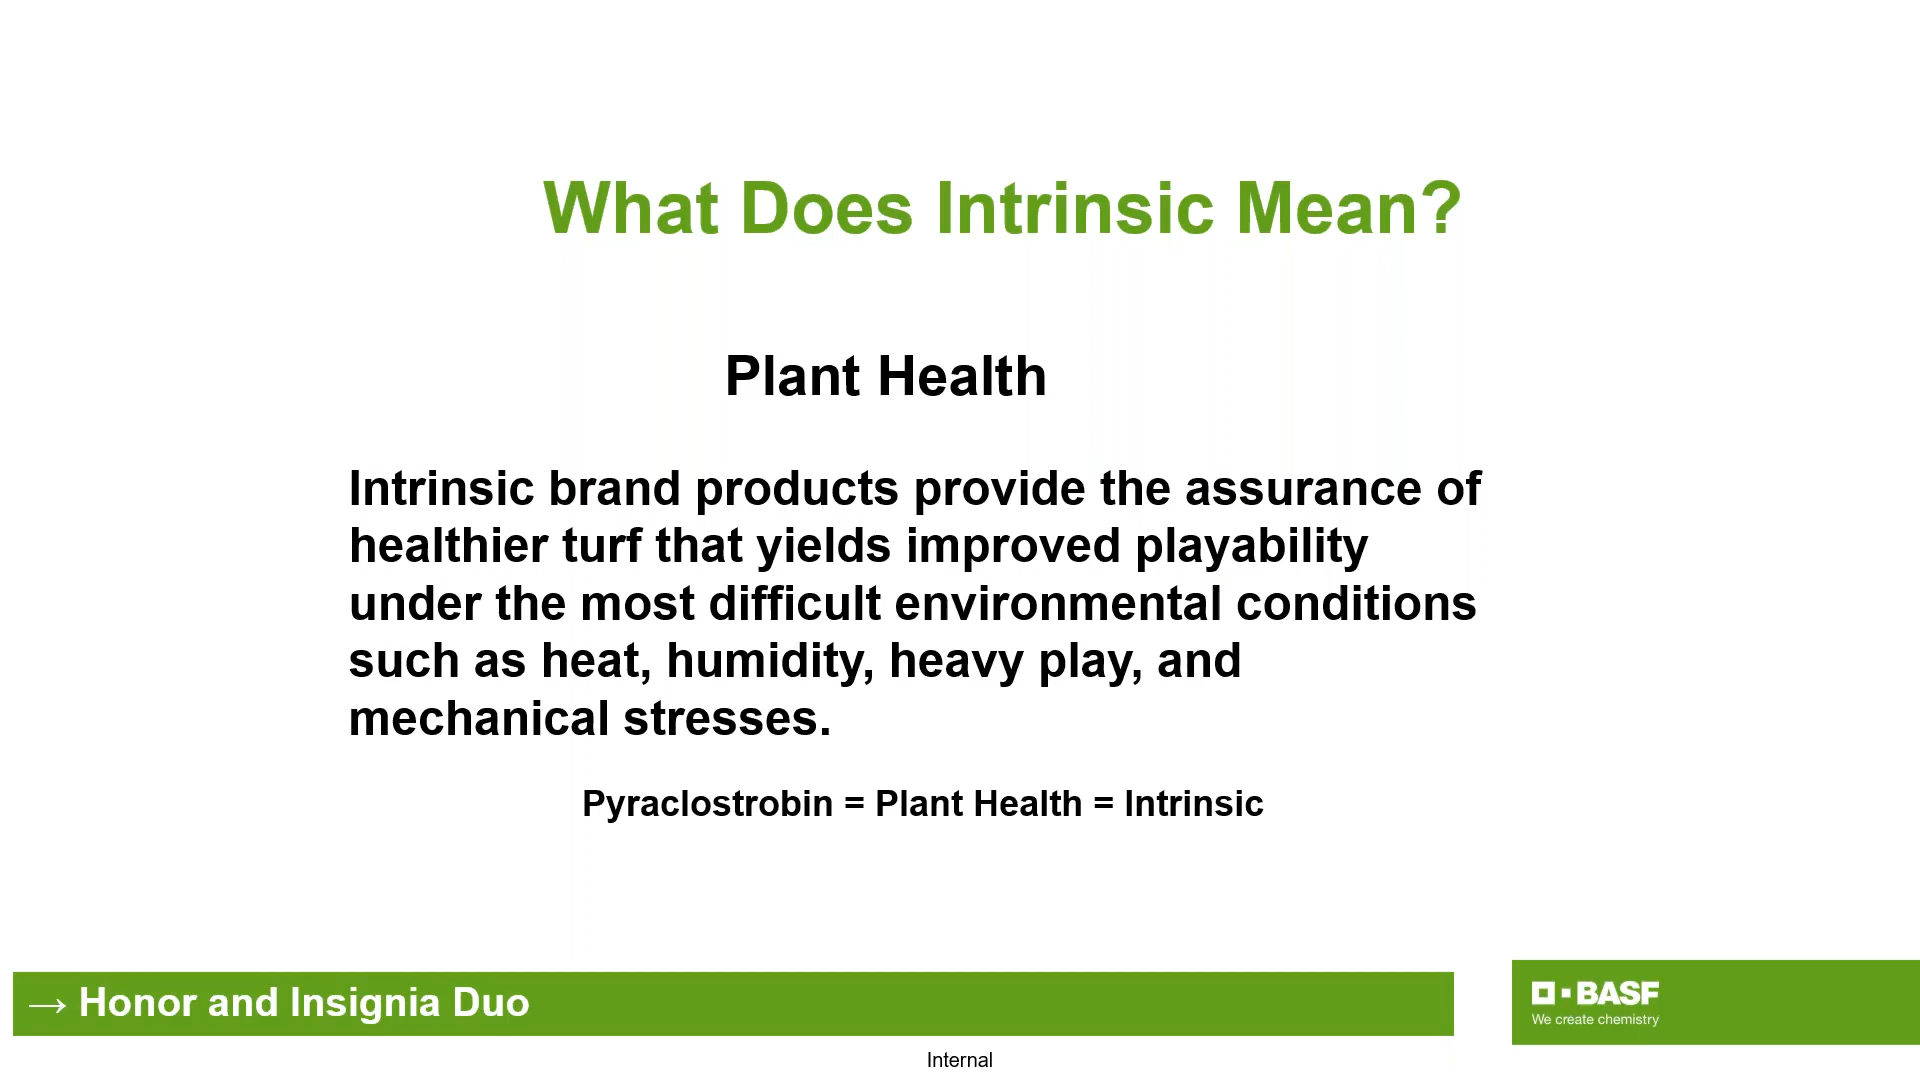 What Does Intrinsic Mean?
Plant Health
Intrinsic brand products provide the assurance of
healthier turf that yields improved playability
under the most difficult environmental conditions
such as heat, humidity, heavy play, and
mechanical stresses.
Pyraclostrobin = Plant Health = Intrinsic
→ Honor and Insignia Duo
BASF
We create chemistry
Internal